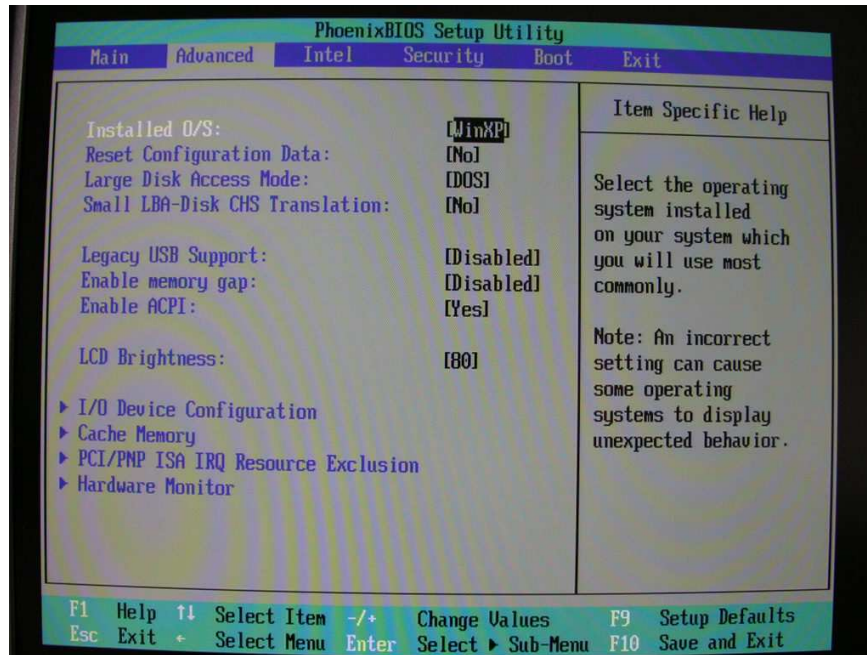 PhoenixBIOS Setup Utility
Main Advanced Intel Security Boot Exit
Item Specific Help
Installed O/S: [WinXP]
Reset Configuration Data: [No]
Large Disk Access Mode: [DOS]
Small LBA-Disk CHS Translation: [No]
Legacy USB Support: [Disabled]
Enable memory gap: [Disabled]
Enable ACPI: [Yes]
LCD Brightness: [80]
▶ I/O Device Configuration
▶ Cache Memory
▶ PCI/PNP ISA IRQ Resource Exclusion
▶ Hardware Monitor
Select the operating
system installed
on your system which
you will use most
commonly.
Note: An incorrect
setting can cause
some operating
systems to display
unexpected behavior.
F1 Help ↑↓ Select Item -/+ Change Values F9 Setup Defaults
Esc Exit ← Select Menu Enter Select ▶ Sub-Menu F10 Save and Exit